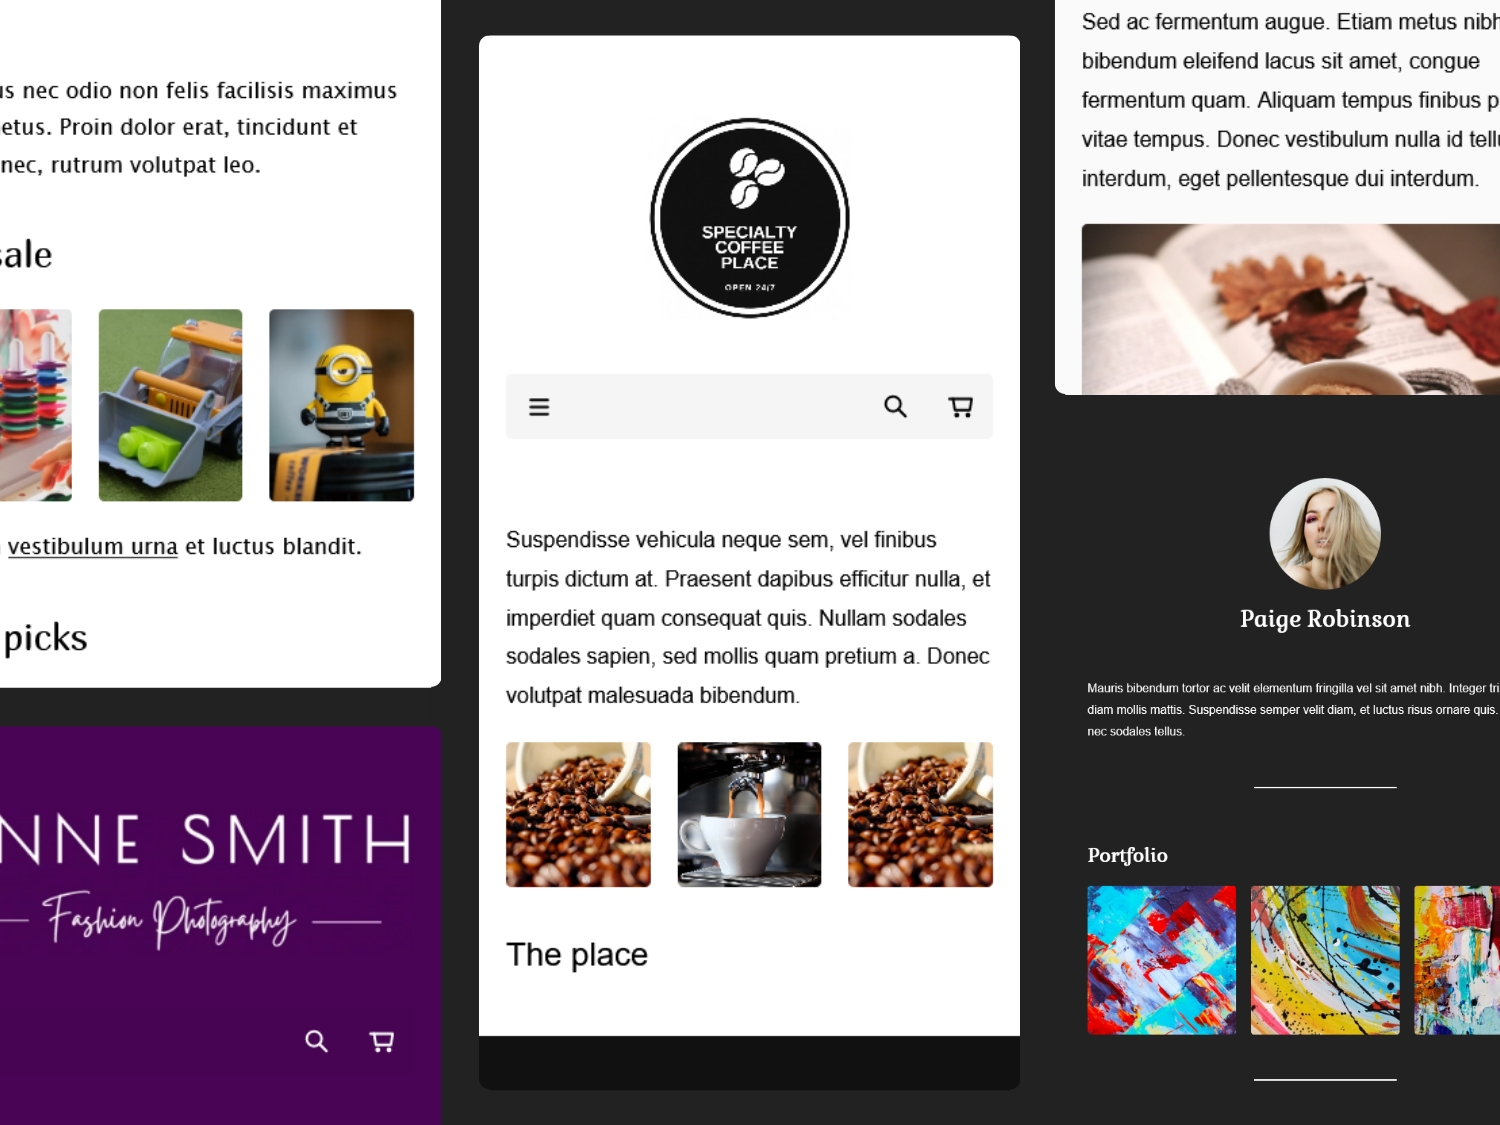 nec odio non felis facilisis maximus
Proin dolor erat, tincidunt et
nec, rutrum volutpat leo.
vestibulum urna et luctus blandit.
picks
SMITH
Fashion Photography
SPECIALTY
COFFEE
PLACE
OPEN 24/7
Suspendisse vehicula neque sem, vel finibus
turpis dictum at. Praesent dapibus efficitur nulla, et
imperdiet quam consequat quis. Nullam sodales
sodales sapien, sed mollis quam pretium a. Donec
volutpat malesuada bibendum.
The place
Sed ac fermentum augue. Etiam metus nibh
bibendum eleifend lacus sit amet, congue
fermentum quam. Aliquam tempus finibus
vitae tempus. Donec vestibulum nulla id
interdum, eget pellentesque dui interdum.
Paige Robinson
Mauris bibendum tortor ac velit elementum fringilla vel sit amet nibh. Integer
diam mollis mattis. Suspendisse semper velit diam, et luctus risus ornare quis.
nec sodales tellus.
Portfolio